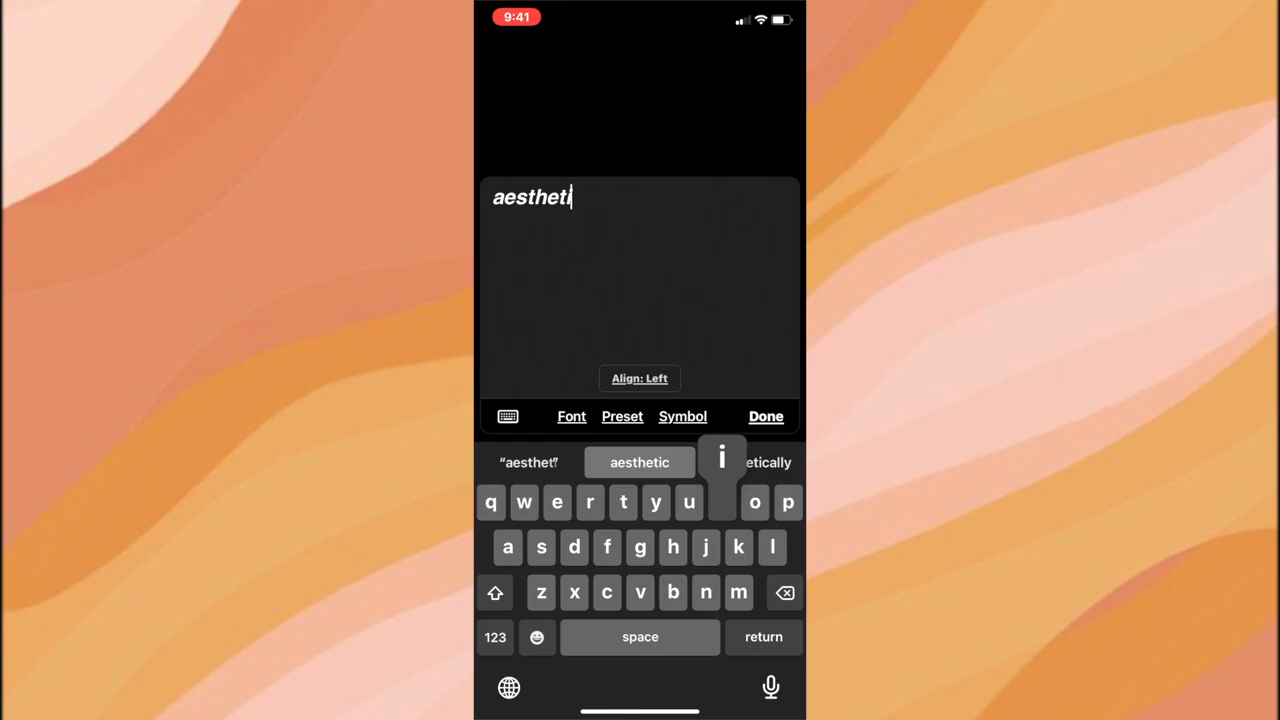 9:41
aestheti
Align: Left
Font Preset Symbol Done
“aesthet” aesthetic etically
i
q w e r t y u o p
a s d f g h j k l
z x c v b n m
123 space return